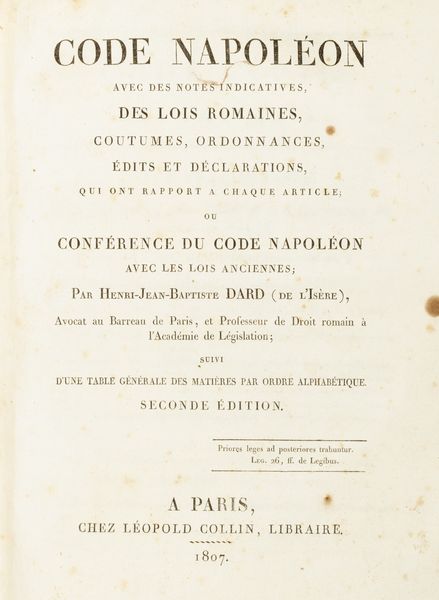 CODE NAPOLÉON
AVEC DES NOTES INDICATIVES,
DES LOIS ROMAINES,
COUTUMES, ORDONNANCES,
ÉDITS ET DÉCLARATIONS,
QUI ONT RAPPORT A CHAQUE ARTICLE;
OU
CONFÉRENCE DU CODE NAPOLÉON
AVEC LES LOIS ANCIENNES;
PAR HENRI-JEAN-BAPTISTE DARD (DE L'ISÈRE),
Avocat au Barreau de Paris, et Professeur de Droit romain à
l'Académie de Législation;
SUIVI
D'UNE TABLE GÉNÉRALE DES MATIÈRES PAR ORDRE ALPHABÉTIQUE.
SECONDE ÉDITION.
Priores leges ad posteriores trahuntur.
LEG. 26, ff. de Legibus.
A PARIS,
CHEZ LÉOPOLD COLLIN, LIBRAIRE.
1807.